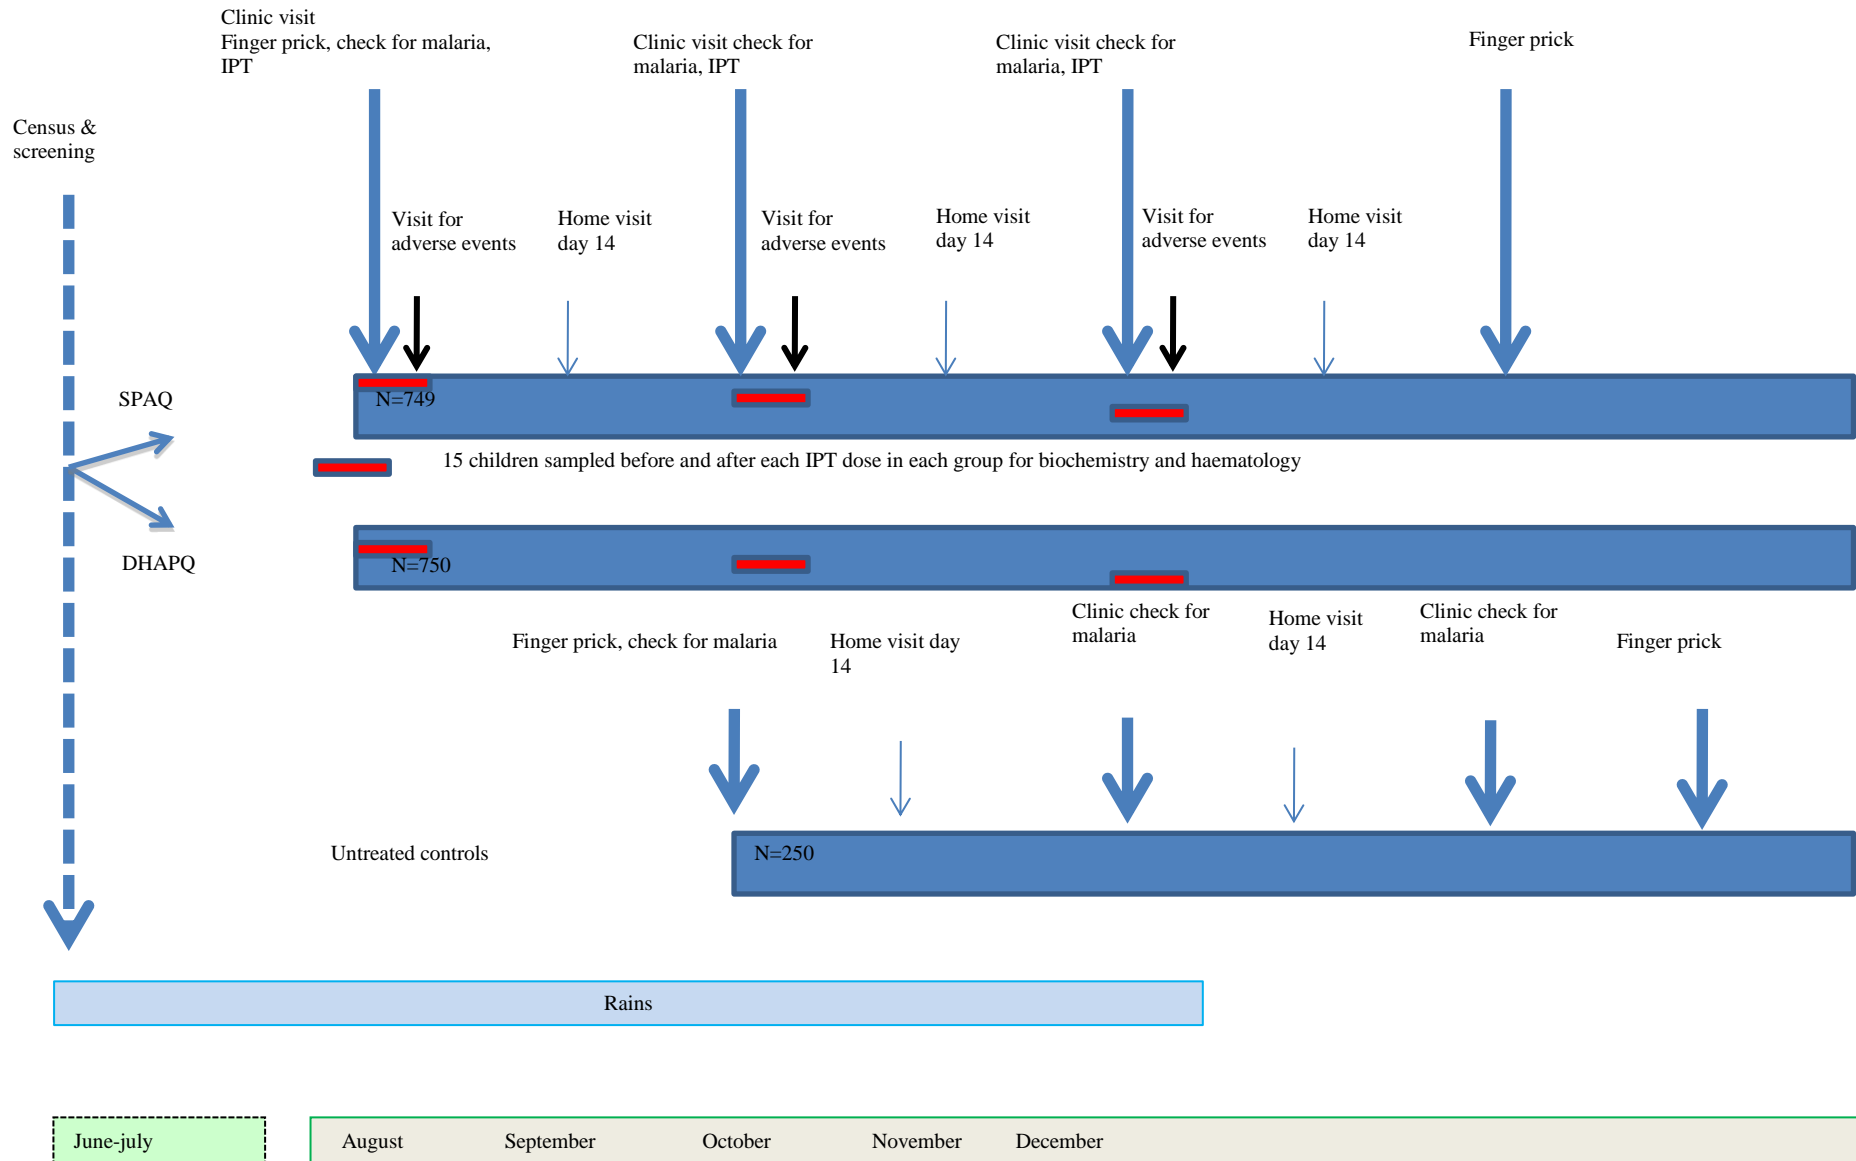 Clinic visit
Finger prick, check for malaria,
IPT
Clinic visit check for
malaria, IPT
Clinic visit check for
malaria, IPT
Finger prick
Census &
screening
Visit for
adverse events
Home visit
day 14
Visit for
adverse events
Home visit
day 14
Visit for
adverse events
Home visit
day 14
SPAQ
N=749
15 children sampled before and after each IPT dose in each group for biochemistry and haematology
DHAPQ
N=750
Finger prick, check for malaria
Home visit day
14
Clinic check for
malaria
Home visit
day 14
Clinic check for
malaria
Finger prick
Untreated controls
N=250
Rains
June-july
August
September
October
November
December